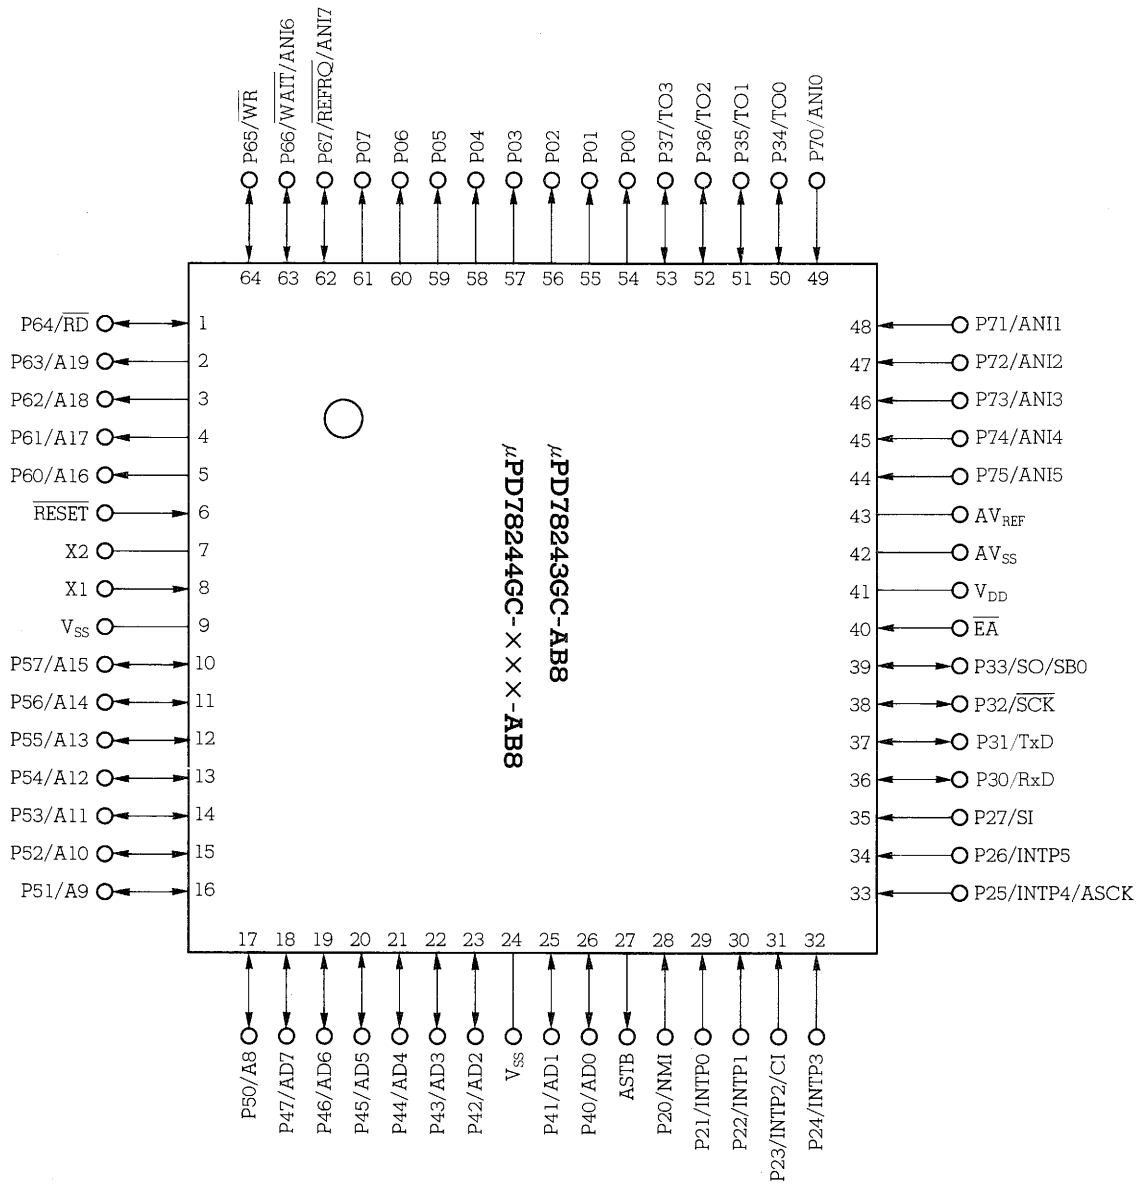 P65/WR
P66/WAIT/ANI6
P67/REFRQ/ANI7
P07
P06
P05
P04
P03
P02
P01
P00
P37/TO3
P36/TO2
P35/TO1
P34/TO0
P70/ANI0
64 63 62 61 60 59 58 57 56 55 54 53 52 51 50 49
P64/RD 1
P63/A19 2
P62/A18 3
P61/A17 4
P60/A16 5
RESET 6
X2 7
X1 8
VSS 9
P57/A15 10
P56/A14 11
P55/A13 12
P54/A12 13
P53/A11 14
P52/A10 15
P51/A9 16
μPD78243GC-AB8
μPD78244GC-×××-AB8
48 P71/ANI1
47 P72/ANI2
46 P73/ANI3
45 P74/ANI4
44 P75/ANI5
43 AVREF
42 AVSS
41 VDD
40 EA
39 P33/SO/SB0
38 P32/SCK
37 P31/TxD
36 P30/RxD
35 P27/SI
34 P26/INTP5
33 P25/INTP4/ASCK
17 18 19 20 21 22 23 24 25 26 27 28 29 30 31 32
P50/A8
P47/AD7
P46/AD6
P45/AD5
P44/AD4
P43/AD3
P42/AD2
VSS
P41/AD1
P40/AD0
ASTB
P20/NMI
P21/INTP0
P22/INTP1
P23/INTP2/CI
P24/INTP3